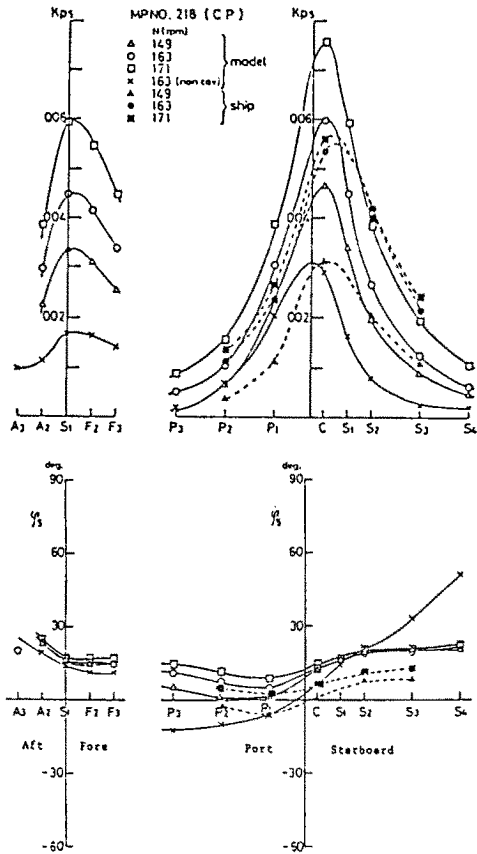 Kps
MPNO. 218 (CP)
Kps
N(rpm)
149
163
171
163 (non cav)
model
149
163
171
ship
006
004
002
006
004
002
A3 A2 S1 F2 F3
P3 P2 P1 C S1 S2 S3 S4
deg.
90
60
30
-30
-60
deg.
90
60
30
-30
-60
A3 A2 S1 F2 F3
P3 P2 P1 C S1 S2 S3 S4
Aft Fore
Port Starboard